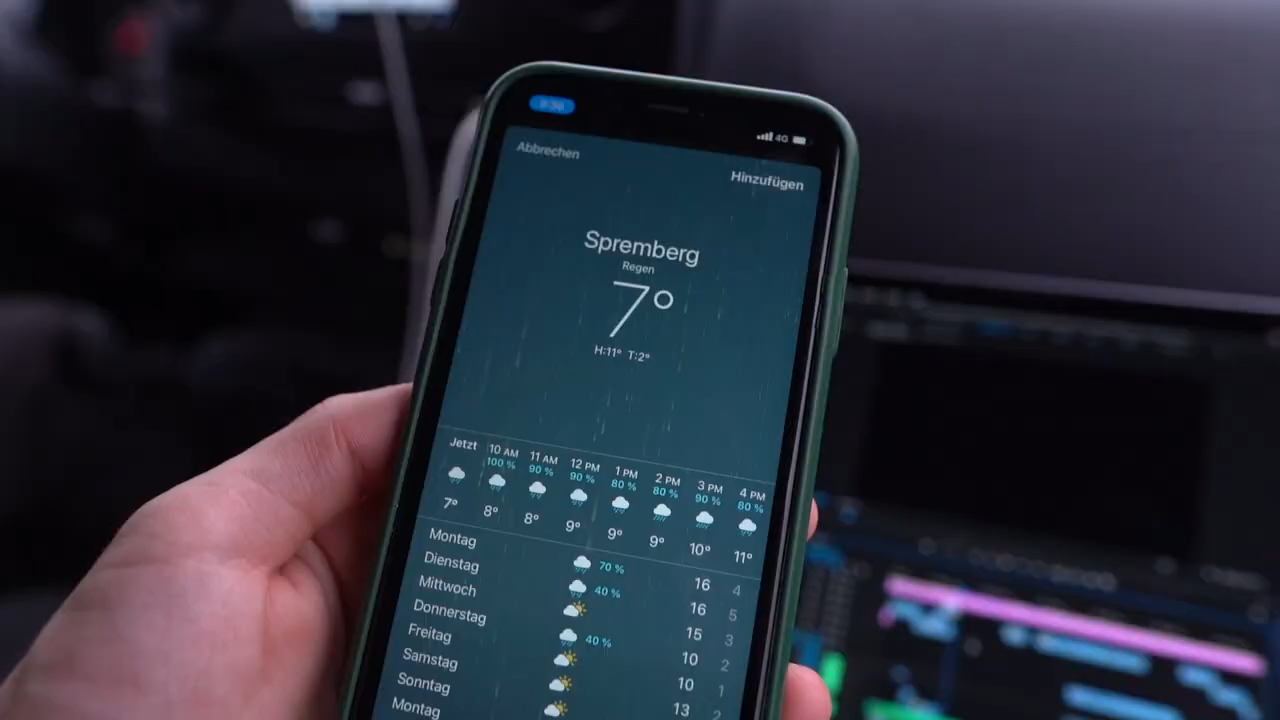 4G
Abbrechen
Hinzufügen
Spremberg
Regen
7°
H:11° T:2°
Jetzt 10 AM 11 AM 12 PM 1 PM 2 PM 3 PM 4 PM
100 % 90 % 90 % 80 % 80 % 90 % 80 %
7° 8° 8° 9° 9° 9° 10° 11°
Montag 70 % 16 4
Dienstag 40 % 16 5
Mittwoch 15 3
Donnerstag 40 % 10 2
Freitag 10 1
Samstag 13 2
Sonntag
Montag